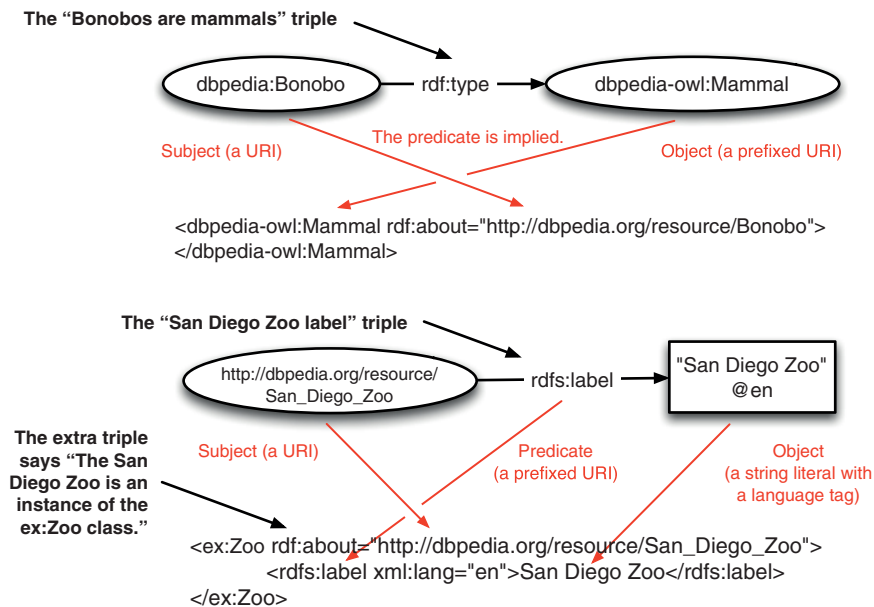 The “Bonobos are mammals” triple
dbpedia:Bonobo
rdf:type
dbpedia-owl:Mammal
The predicate is implied.
Subject (a URI)
Object (a prefixed URI)
<dbpedia-owl:Mammal rdf:about="http://dbpedia.org/resource/Bonobo">
</dbpedia-owl:Mammal>
The “San Diego Zoo label” triple
http://dbpedia.org/resource/
San_Diego_Zoo
rdfs:label
"San Diego Zoo"
@en
The extra triple
says “The San
Diego Zoo is an
instance of the
ex:Zoo class.”
Subject (a URI)
Predicate
(a prefixed URI)
Object
(a string literal with
a language tag)
<ex:Zoo rdf:about="http://dbpedia.org/resource/San_Diego_Zoo">
<rdfs:label xml:lang="en">San Diego Zoo</rdfs:label>
</ex:Zoo>